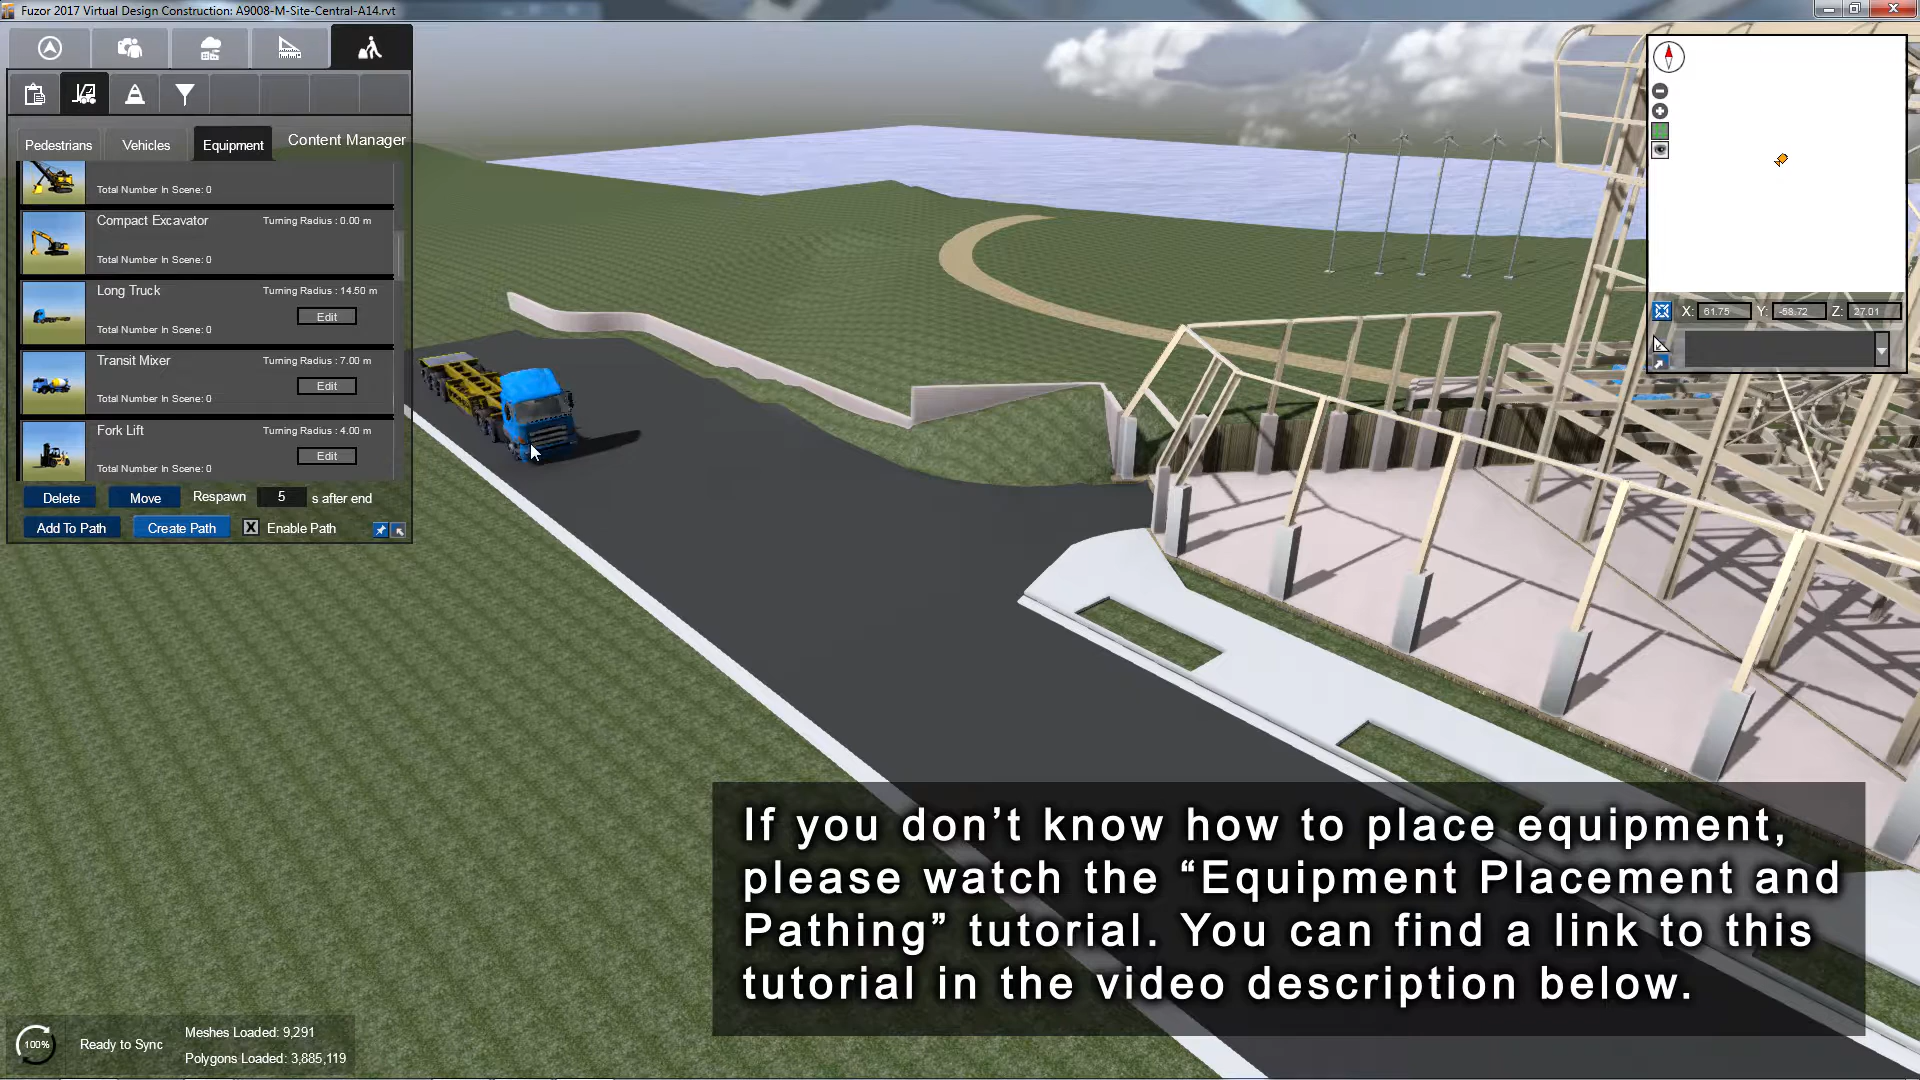 Fuzor 2017 Virtual Design Construction: A9008-M-Site-Central-A14.rvt
Pedestrians
Vehicles
Equipment
Content Manager
Total Number In Scene: 0
Compact Excavator
Turning Radius : 0.00 m
Total Number In Scene: 0
Long Truck
Turning Radius : 14.50 m
Edit
Total Number In Scene: 0
Transit Mixer
Turning Radius : 7.00 m
Edit
Total Number In Scene: 0
Fork Lift
Turning Radius : 4.00 m
Edit
Total Number In Scene: 0
Delete
Move
Respawn
5
s after end
Add To Path
Create Path
X
Enable Path
X: 61.75 Y: -58.72 Z: 27.01
If you don’t know how to place equipment,
please watch the “Equipment Placement and
Pathing” tutorial. You can find a link to this
tutorial in the video description below.
100%
Ready to Sync
Meshes Loaded: 9,291
Polygons Loaded: 3,885,119